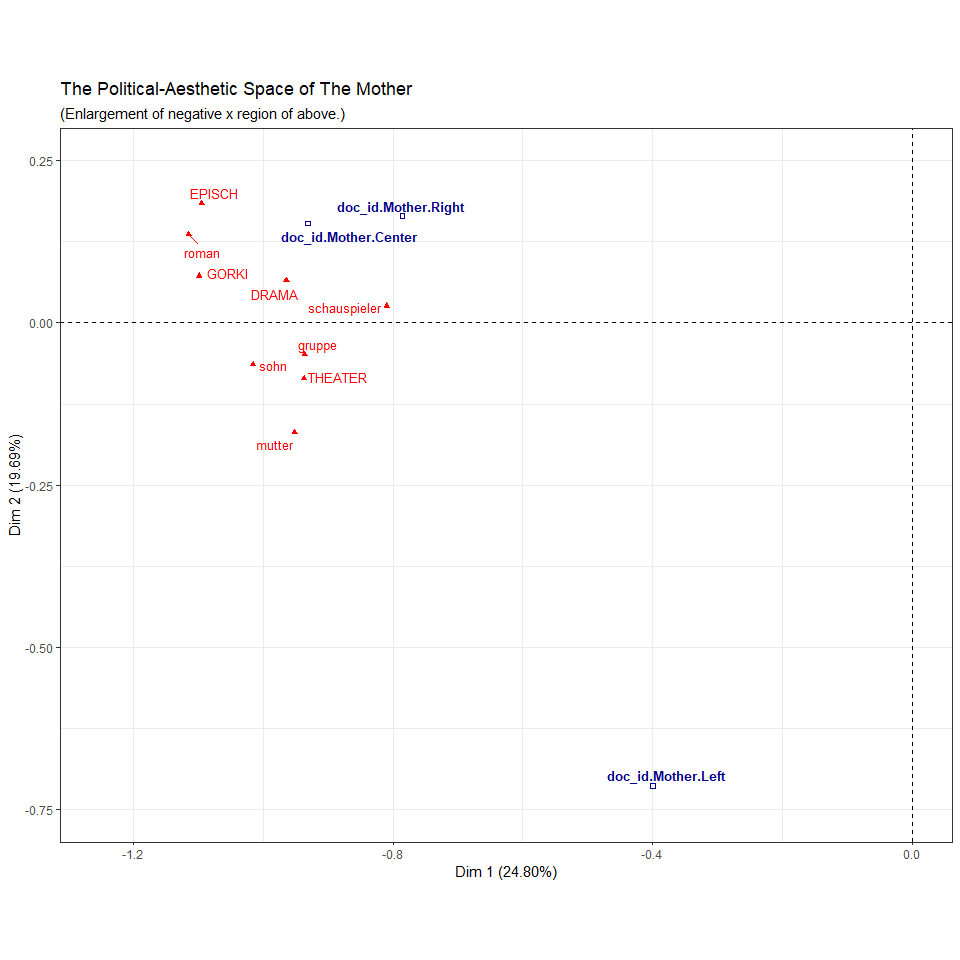 The Political-Aesthetic Space of The Mother
(Enlargement of negative x region of above.)
0.25
EPISCH
doc_id.Mother.Right
doc_id.Mother.Center
roman
GORKI
DRAMA
schauspieler
0.00
gruppe
sohn
THEATER
mutter
-0.25
Dim 2 (19.69%)
-0.50
doc_id.Mother.Left
-0.75
-1.2
-0.8
-0.4
0.0
Dim 1 (24.80%)